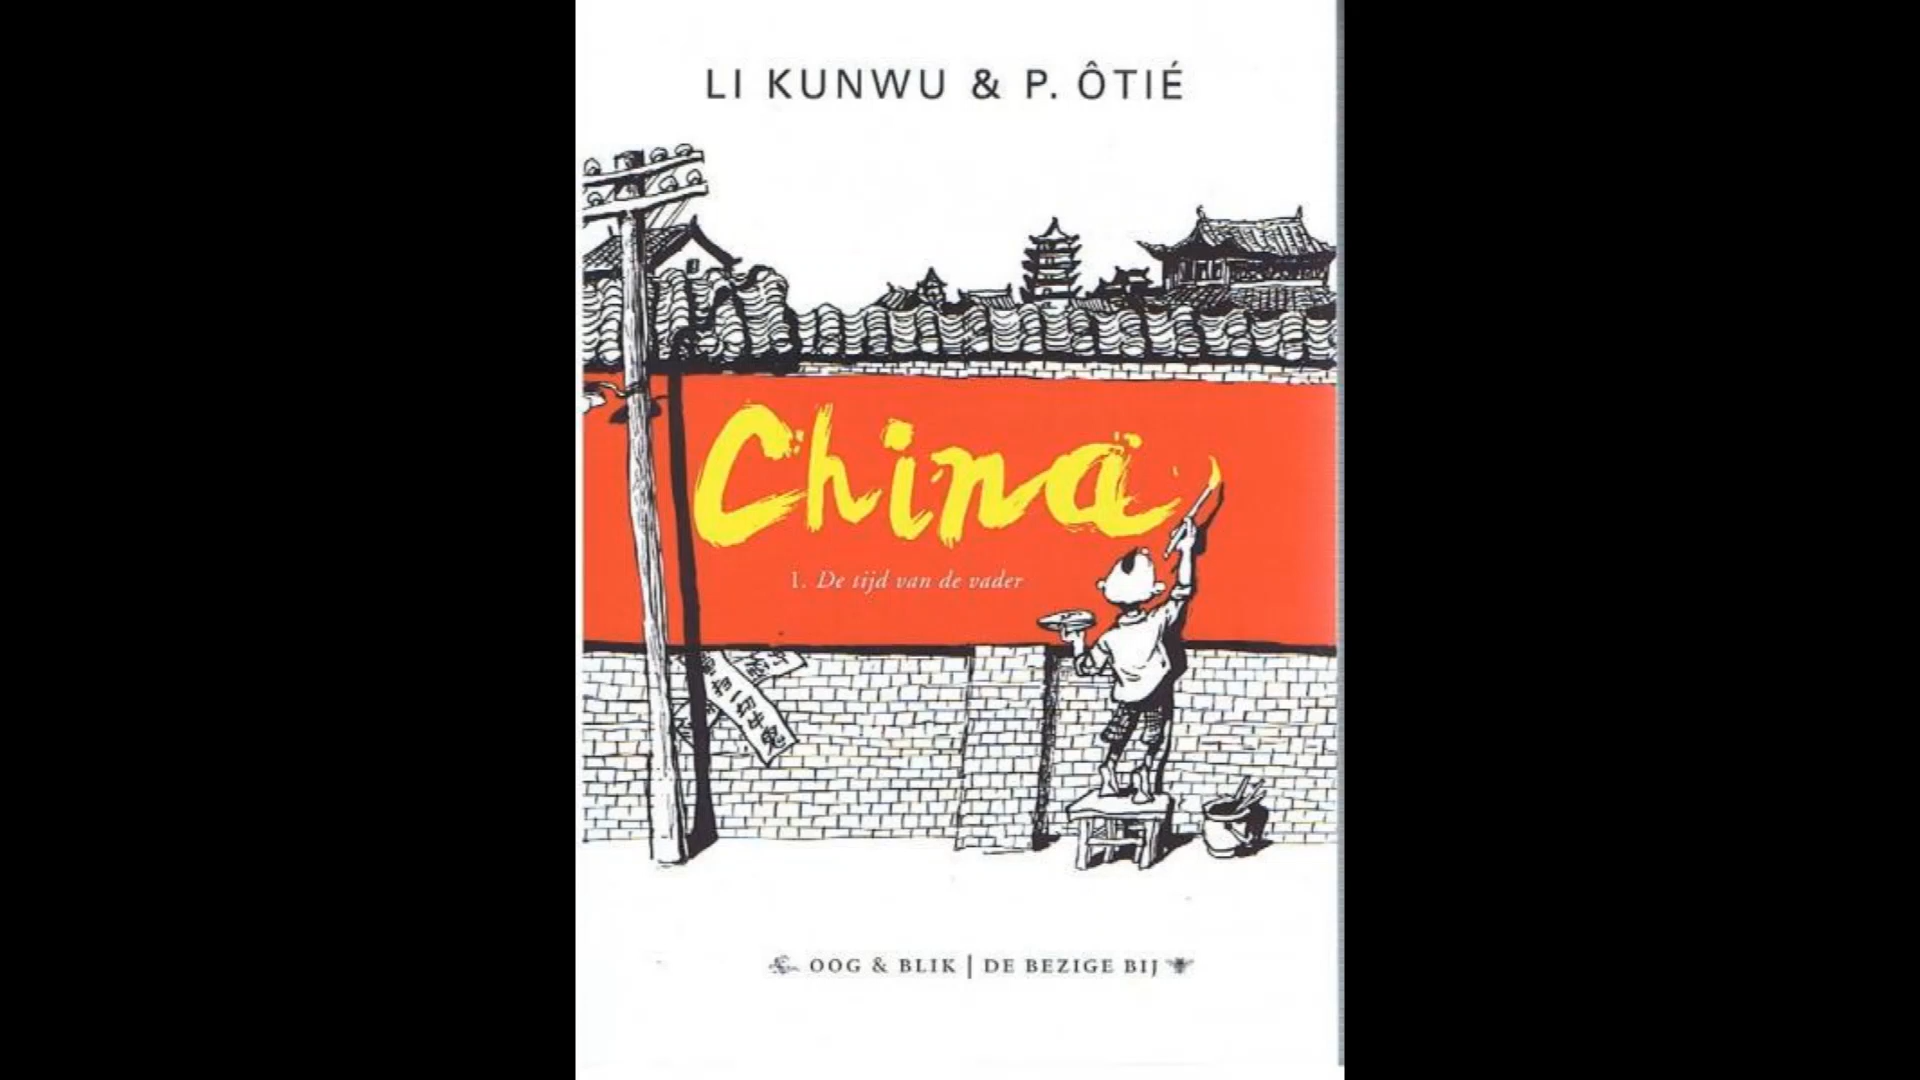 LI KUNWU & P. ÔTIÉ
China
1. De tijd van de vader
OOG & BLIK | DE BEZIGE BIJ